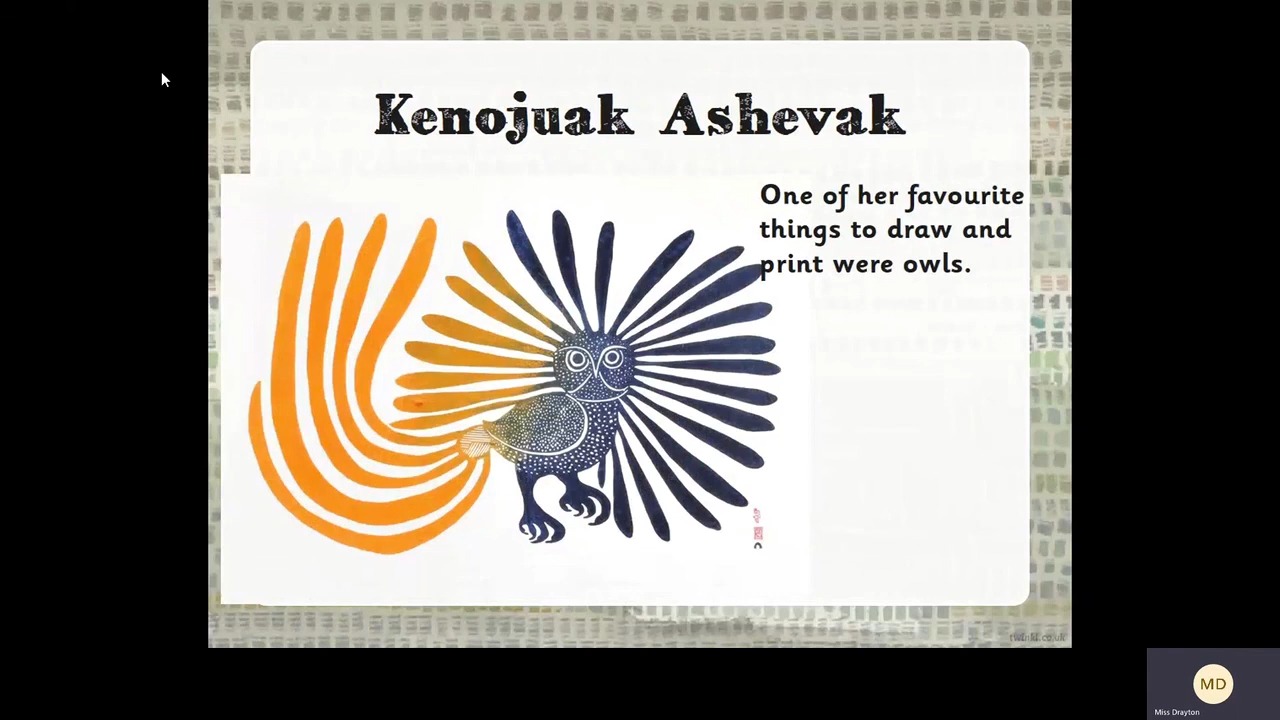 Kenojuak Ashevak
One of her favourite
things to draw and
print were owls.
twinkl.co.uk
MD
Miss Drayton